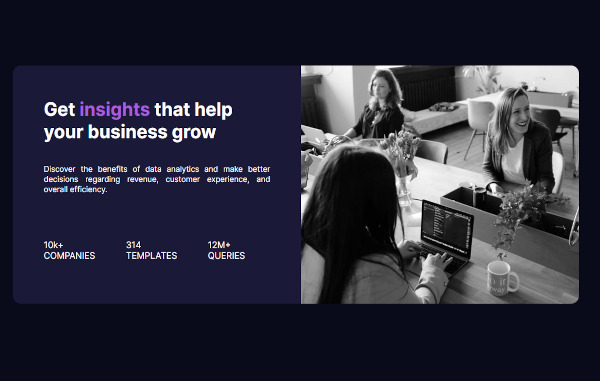 Get insights that help
your business grow
Discover the benefits of data analytics and make better
decisions regarding revenue, customer experience, and
overall efficiency.
10k+
COMPANIES
314
TEMPLATES
12M+
QUERIES